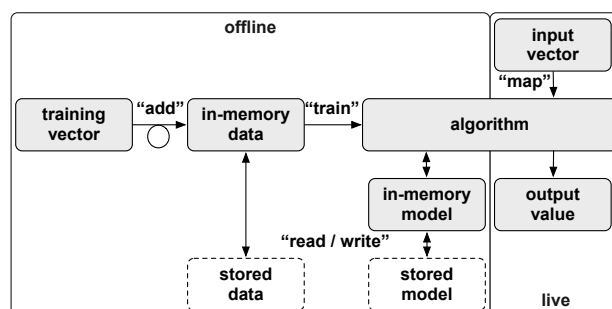 offline
input
vector
"map"
"add"
"train"
training
vector
in-memory
data
algorithm
in-memory
model
output
value
"read / write"
stored
data
stored
model
live